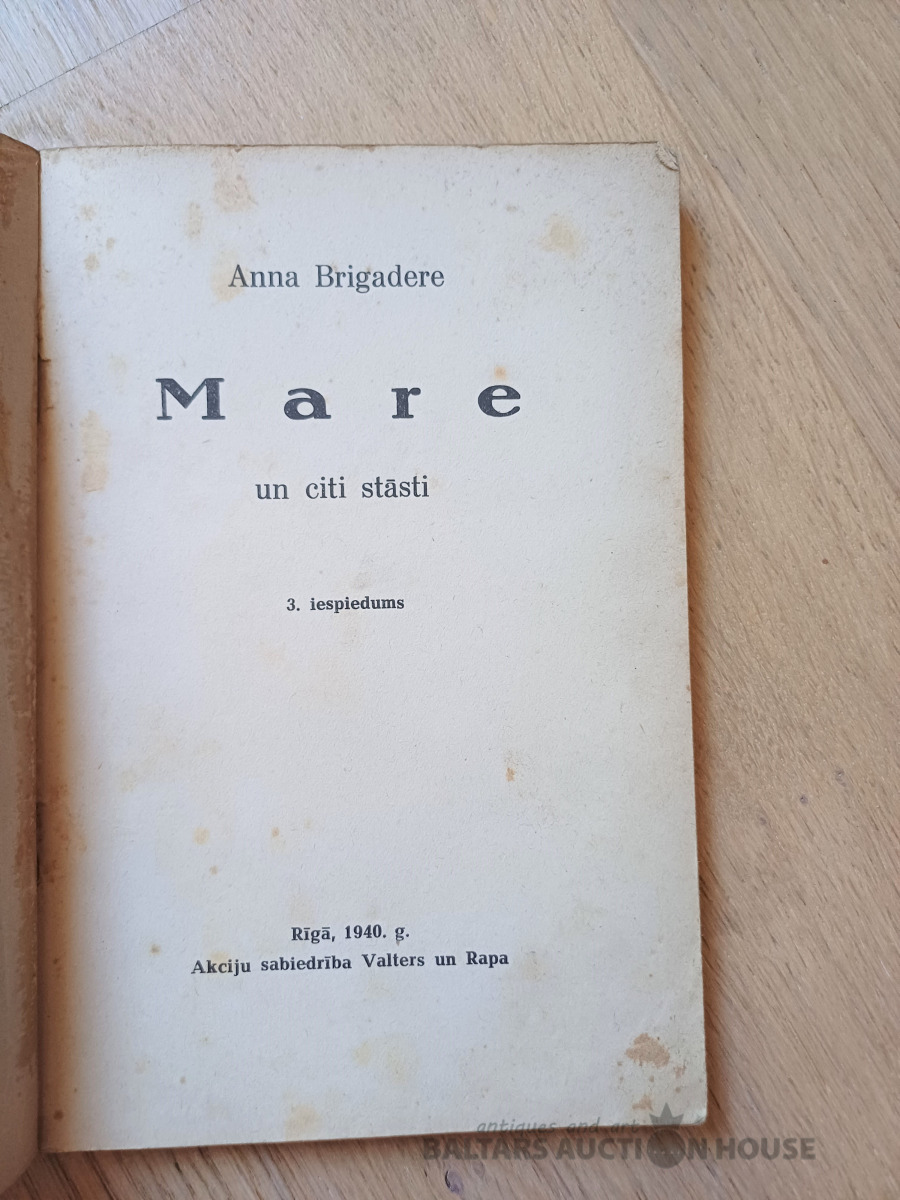 Anna Brigadere
Mare
un citi stāsti
3. iespiedums
Rīgā, 1940. g.
Akciju sabiedrība Valters un Rapa
antiques and art
BALTARS AUCTION HOUSE